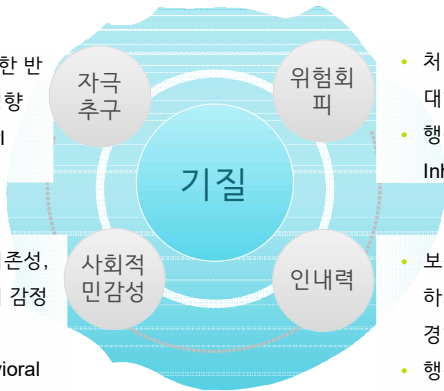 한 반
향
자극
추구
위험회
피
처
대
행
Inh
기질
존성,
감정
vioral
사회적
민감성
인내력
보
하
경
행